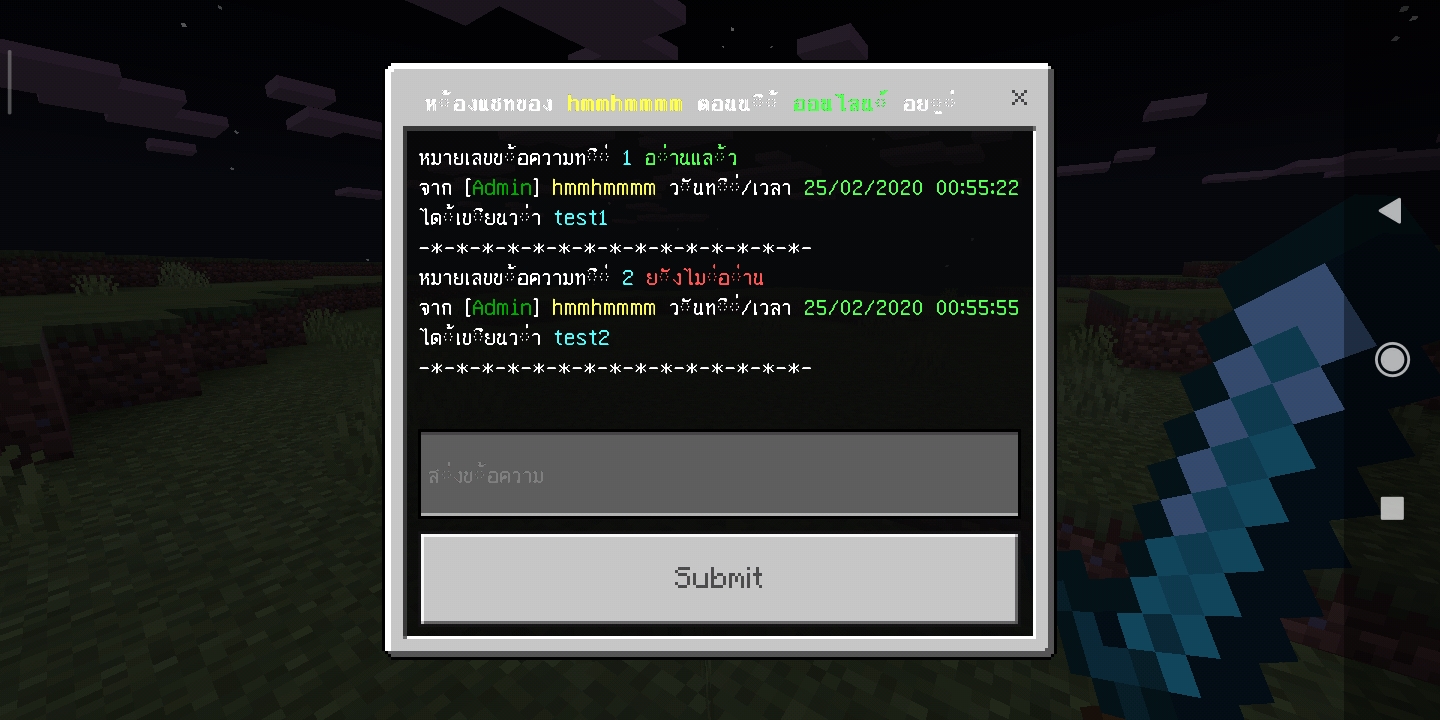 ห้องแชทของ hmmhmmmm ตอนนี้ ออนไลน์ อยู่
หมายเลขข้อความที่ 1 อ่านแล้ว
จาก [Admin] hmmhmmmm วันที่/เวลา 25/02/2020 00:55:22
ได้เขียนว่า test1
-*-*-*-*-*-*-*-*-*-*-*-*-*-*-*-*-
หมายเลขข้อความที่ 2 ยังไม่อ่าน
จาก [Admin] hmmhmmmm วันที่/เวลา 25/02/2020 00:55:55
ได้เขียนว่า test2
-*-*-*-*-*-*-*-*-*-*-*-*-*-*-*-*-
ส่งข้อความ
Submit